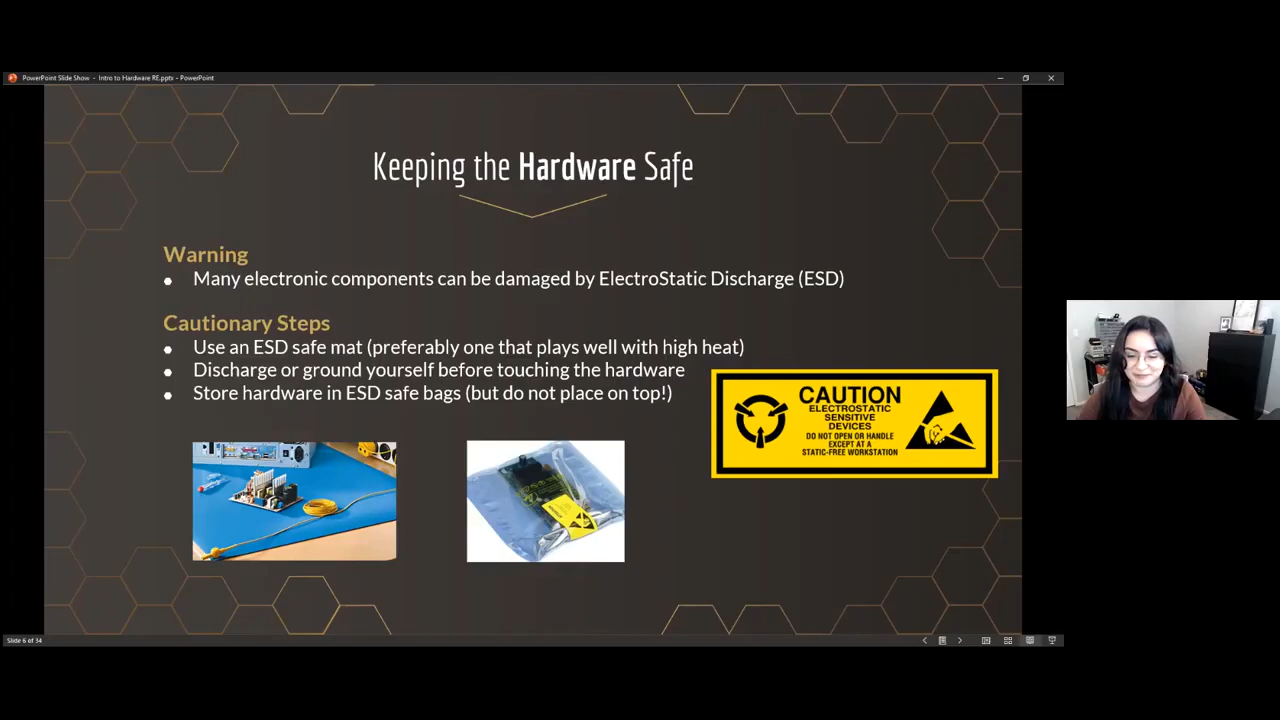 PowerPoint Slide Show - Intro to Hardware RE.pptx - PowerPoint
Keeping the Hardware Safe
Warning
Many electronic components can be damaged by ElectroStatic Discharge (ESD)
Cautionary Steps
Use an ESD safe mat (preferably one that plays well with high heat)
Discharge or ground yourself before touching the hardware
Store hardware in ESD safe bags (but do not place on top!)
CAUTION
ELECTROSTATIC
SENSITIVE
DEVICES
DO NOT OPEN OR HANDLE
EXCEPT AT A
STATIC-FREE WORKSTATION
Slide 6 of 34